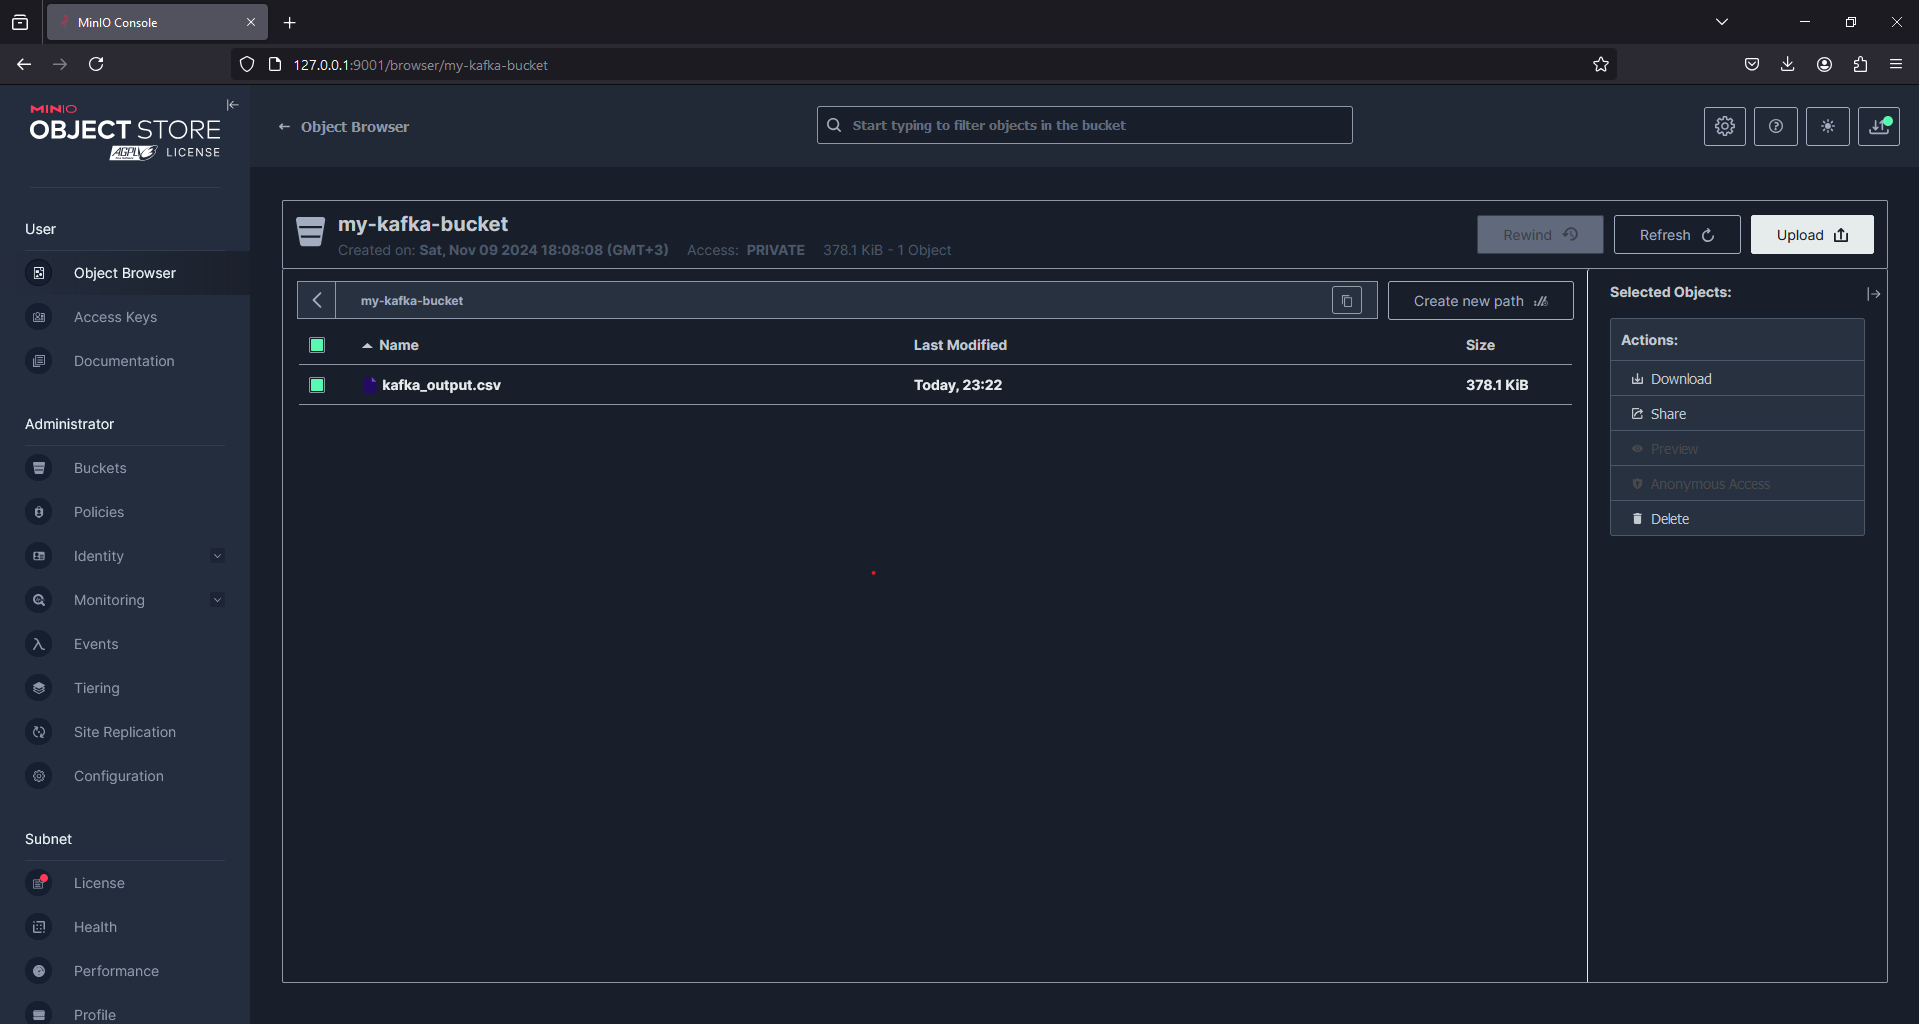 MinIO Console
127.0.0.1:9001/browser/my-kafka-bucket
MINIO
OBJECT STORE
AGPLV3 LICENSE
Object Browser
Start typing to filter objects in the bucket
User
Object Browser
Access Keys
Documentation
Administrator
Buckets
Policies
Identity
Monitoring
Events
Tiering
Site Replication
Configuration
Subnet
License
Health
Performance
Profile
my-kafka-bucket
Created on: Sat, Nov 09 2024 18:08:08 (GMT+3) Access: PRIVATE 378.1 KiB - 1 Object
Rewind
Refresh
Upload
my-kafka-bucket
Create new path
Name Last Modified Size
kafka_output.csv Today, 23:22 378.1 KiB
Selected Objects:
Actions:
Download
Share
Preview
Anonymous Access
Delete